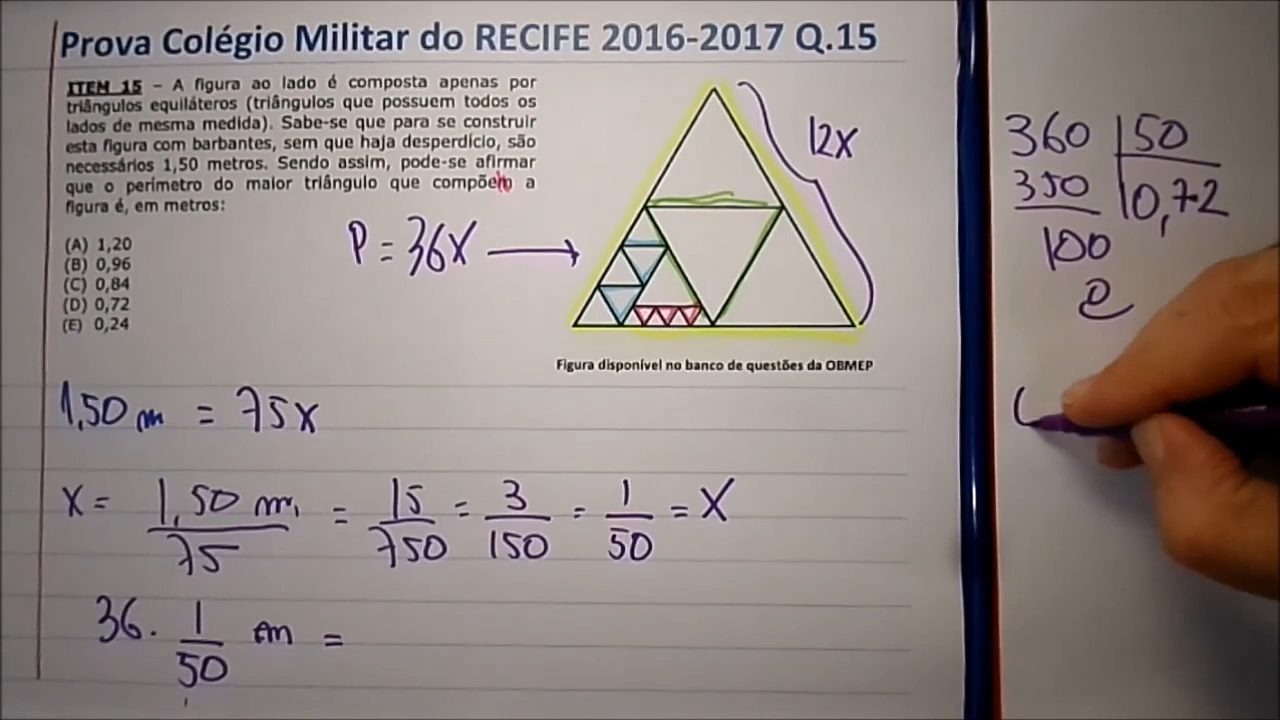 Prova Colégio Militar do RECIFE 2016-2017 Q.15
ITEM 15 – A figura ao lado é composta apenas por
triângulos equiláteros (triângulos que possuem todos os
lados de mesma medida). Sabe-se que para se construir
esta figura com barbantes, sem que haja desperdício, são
necessários 1,50 metros. Sendo assim, pode-se afirmar
que o perímetro do maior triângulo que compõem a
figura é, em metros:
(A) 1,20
(B) 0,96
(C) 0,84
(D) 0,72
(E) 0,24
P = 36X
12X
Figura disponível no banco de questões da OBMEP
1,50 m = 75X
X = 1,50 m / 75 = 15/750 = 3/150 = 1/50 = X
36 . 1/50 m =
360 50
350 0,72
100
0